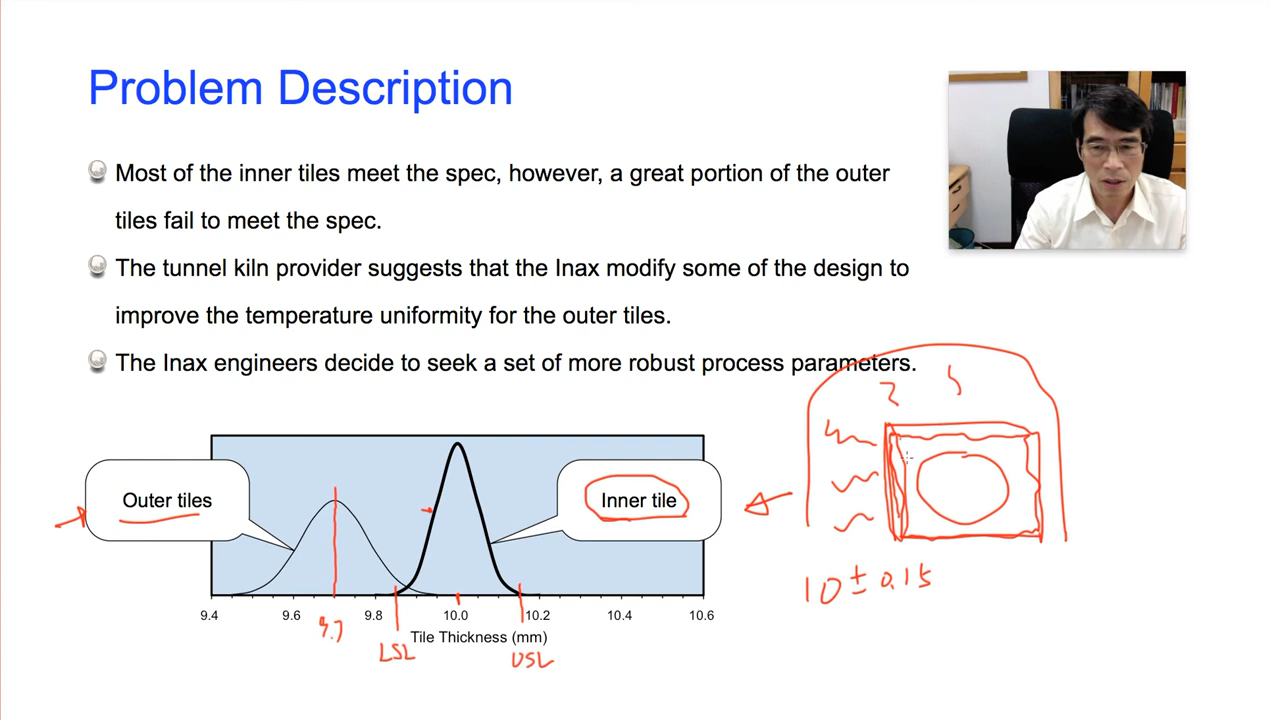 Problem Description
Most of the inner tiles meet the spec, however, a great portion of the outer
tiles fail to meet the spec.
The tunnel kiln provider suggests that the Inax modify some of the design to
improve the temperature uniformity for the outer tiles.
The Inax engineers decide to seek a set of more robust process parameters.
Outer tiles
Inner tile
10 ± 0.15
9.4 9.6 9.8 10.0 10.2 10.4 10.6
9.7
Tile Thickness (mm)
LSL USL